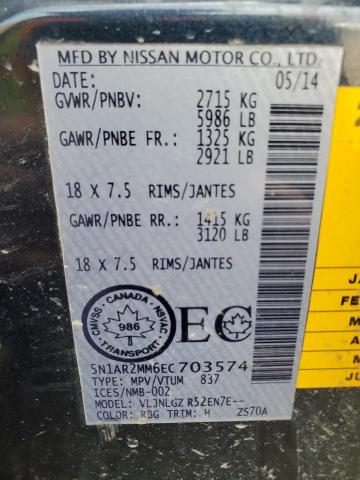 MFD BY NISSAN MOTOR CO., LTD.
DATE: 05/14
GVWR/PNBV: 2715 KG
5986 LB
GAWR/PNBE FR.: 1325 KG
2921 LB
18 X 7.5 RIMS/JANTES
GAWR/PNBE RR.: 1415 KG
3120 LB
18 X 7.5 RIMS/JANTES
CANADA
CMVSS NSVAC
986
EC
5N1AR2MM6EC703574
TYPE: MPV/VTUM 837
ICES/NMB-002
MODEL: VLJNLGZ R52EN7E--
COLOR: RBG TRIM: H ZS70A
JA
FE
M
A
M
JU